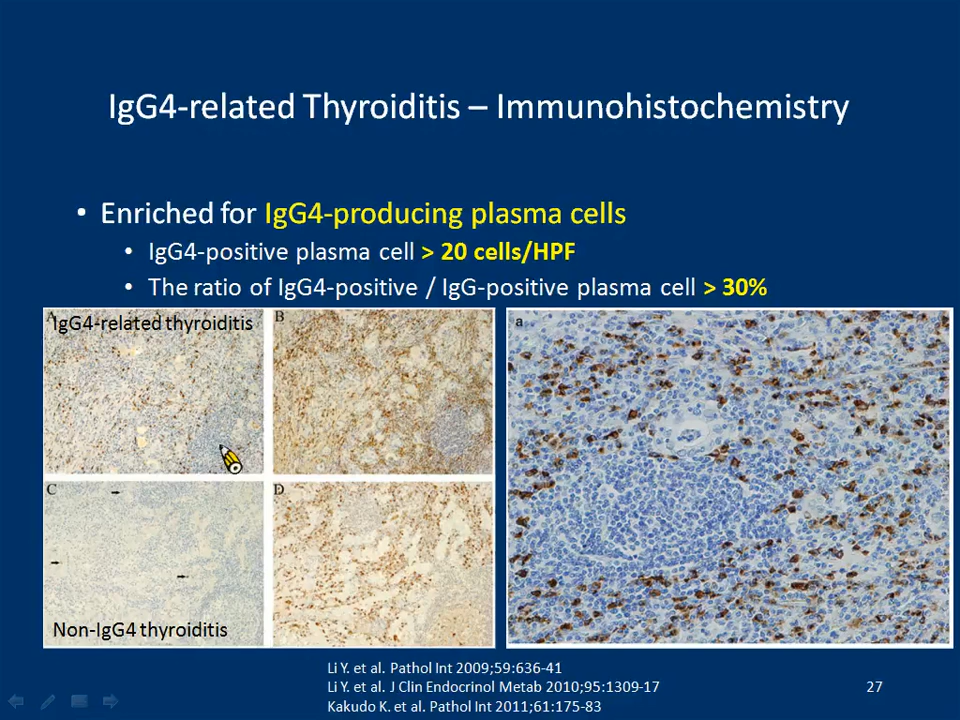 IgG4-related Thyroiditis – Immunohistochemistry
• Enriched for IgG4-producing plasma cells
• IgG4-positive plasma cell > 20 cells/HPF
• The ratio of IgG4-positive / IgG-positive plasma cell > 30%
A
IgG4-related thyroiditis
B
a
C
D
Non-IgG4 thyroiditis
Li Y. et al. Pathol Int 2009;59:636-41
Li Y. et al. J Clin Endocrinol Metab 2010;95:1309-17
Kakudo K. et al. Pathol Int 2011;61:175-83
27